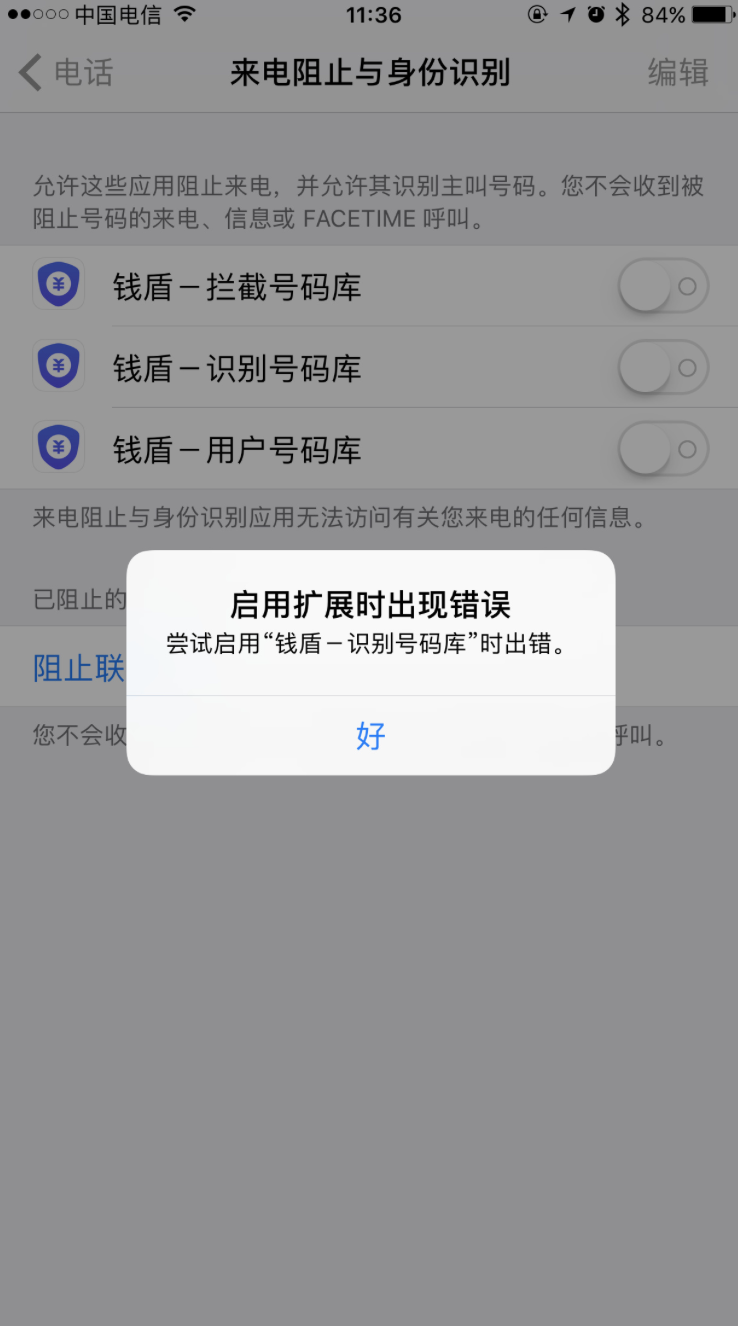 中国电信 11:36 84%
电话 来电阻止与身份识别 编辑
允许这些应用阻止来电，并允许其识别主叫号码。您不会收到被
阻止号码的来电、信息或 FACETIME 呼叫。
钱盾－拦截号码库
钱盾－识别号码库
钱盾－用户号码库
来电阻止与身份识别应用无法访问有关您来电的任何信息。
已阻止的
启用扩展时出现错误
尝试启用“钱盾－识别号码库”时出错。
阻止联
好
您不会收 呼叫。